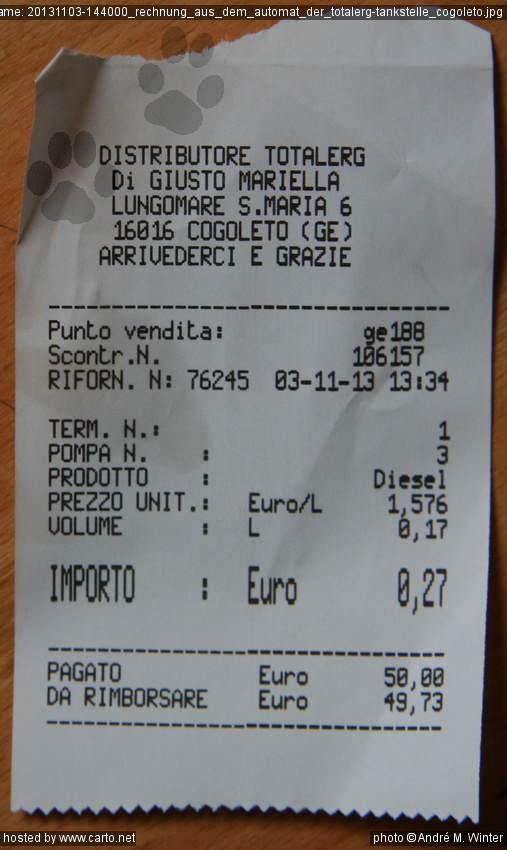 ame: 20131103-144000_rechnung_aus_dem_automat_der_totalerg-tankstelle_cogoleto.jpg
DISTRIBUTORE TOTALERG
Di GIUSTO MARIELLA
LUNGOMARE S.MARIA 6
16016 COGOLETO (GE)
ARRIVEDERCI E GRAZIE
Punto vendita: ge188
Scontr.N. 106157
RIFORN. N: 76245 03-11-13 13:34
TERM. N.: 1
POMPA N. : 3
PRODOTTO : Diesel
PREZZO UNIT.: Euro/L 1,576
VOLUME : L 0,17
IMPORTO : Euro 0,27
PAGATO Euro 50,00
DA RIMBORSARE Euro 49,73
hosted by www.carto.net photo ©André M. Winter